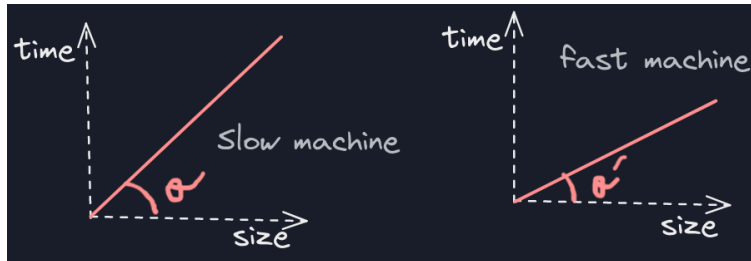 time
Slow machine
θ
size
time
fast machine
θ'
size